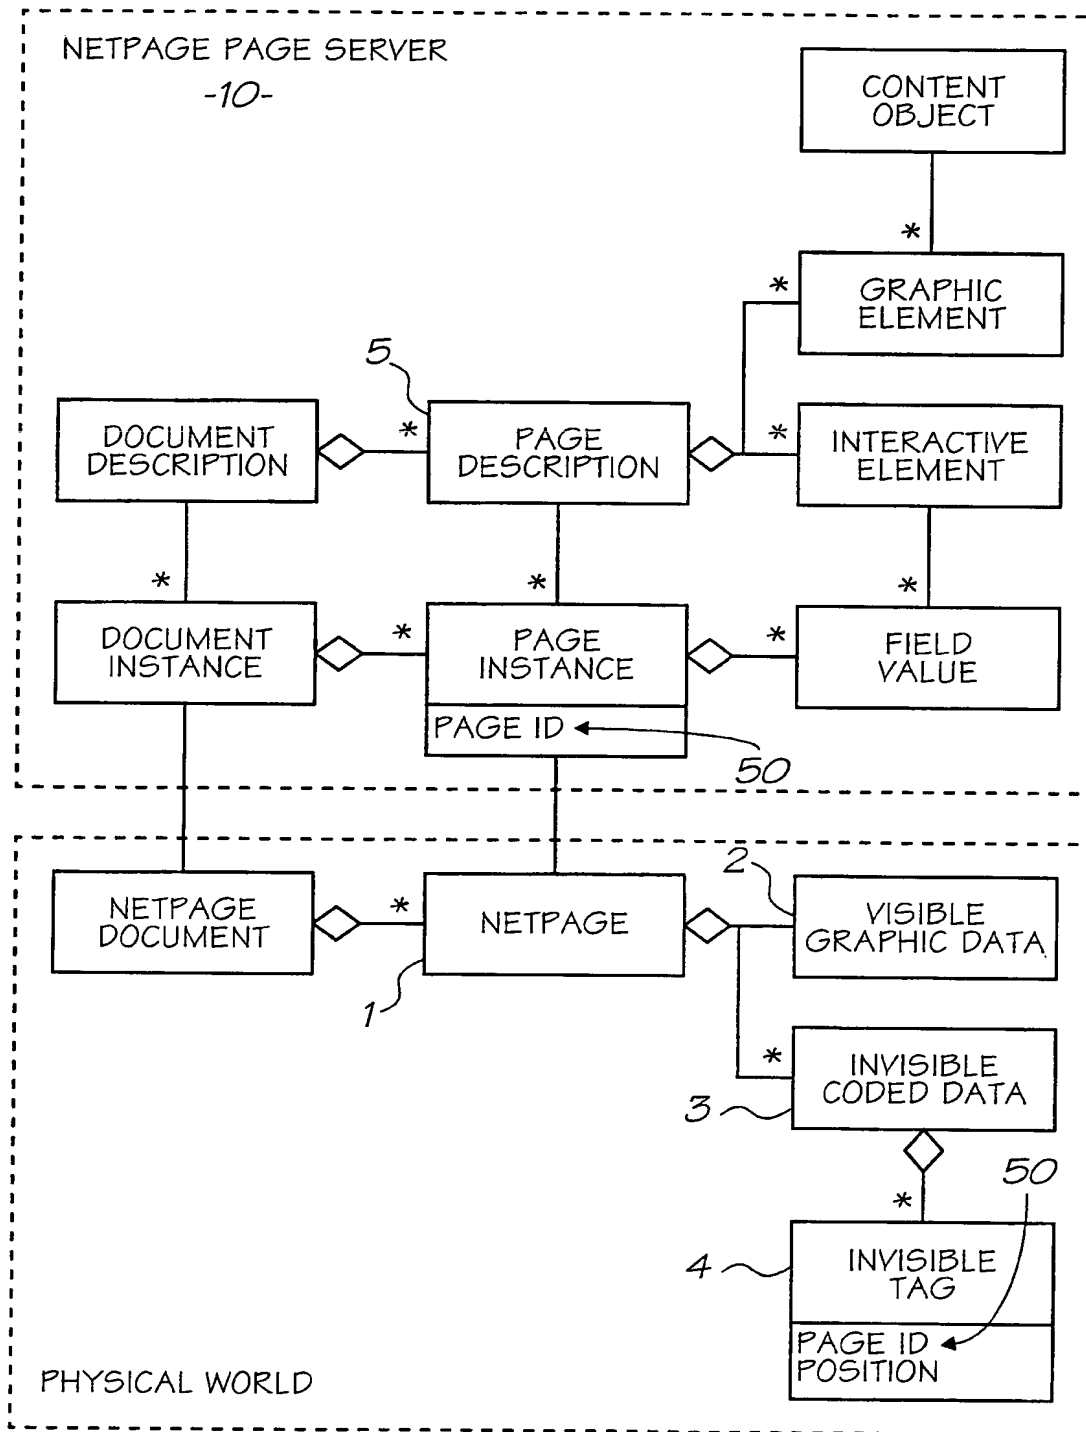 NETPAGE PAGE SERVER
-10-
CONTENT
OBJECT
*
GRAPHIC
ELEMENT
*
5
DOCUMENT
DESCRIPTION
*
PAGE
DESCRIPTION
*
INTERACTIVE
ELEMENT
*
*
*
DOCUMENT
INSTANCE
*
PAGE
INSTANCE
*
FIELD
VALUE
PAGE ID
50
2
NETPAGE
DOCUMENT
*
NETPAGE
VISIBLE
GRAPHIC DATA
1
*
INVISIBLE
CODED DATA
3
50
*
4
INVISIBLE
TAG
PAGE ID
POSITION
PHYSICAL WORLD